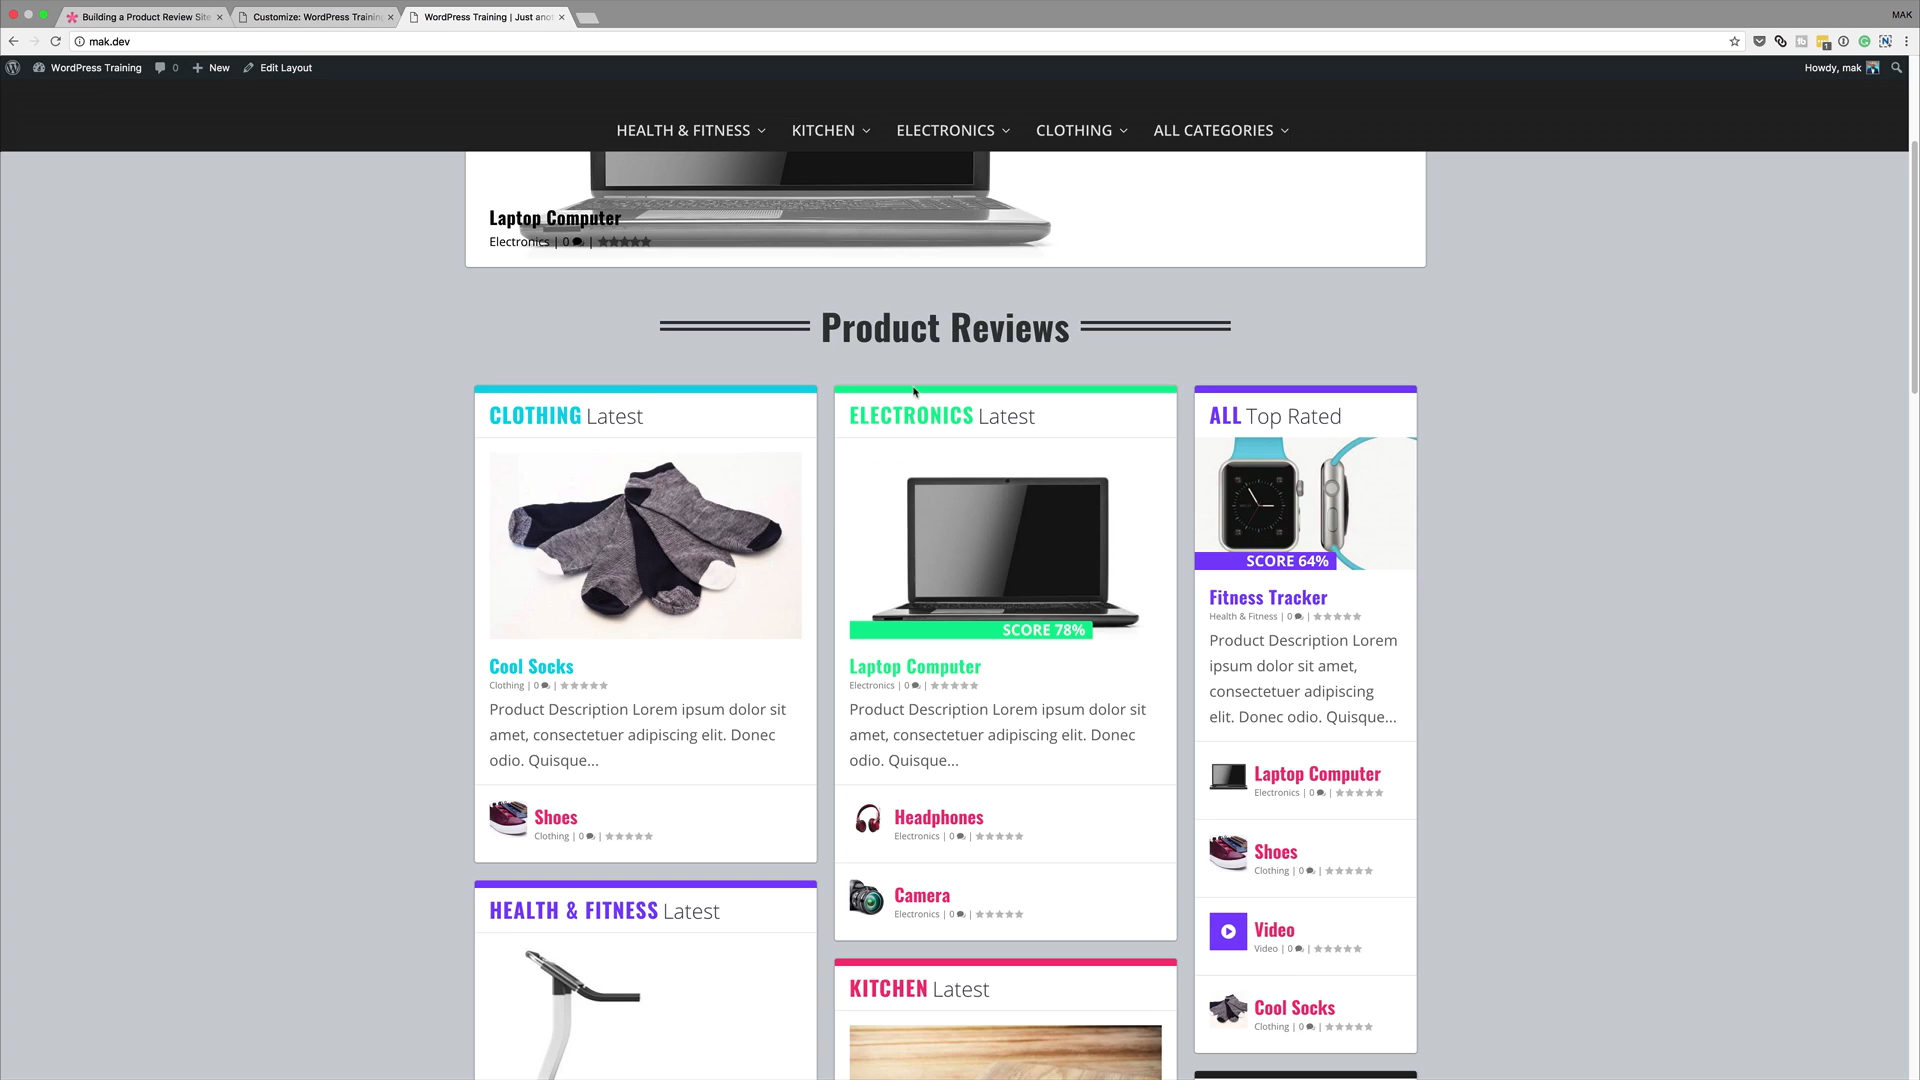 Building a Product Review Site
Customize: WordPress Training
WordPress Training | Just ano
MAK
mak.dev
WordPress Training
0
New
Edit Layout
Howdy, mak
HEALTH & FITNESS
KITCHEN
ELECTRONICS
CLOTHING
ALL CATEGORIES
Laptop Computer
Electronics | 0 |
Product Reviews
CLOTHING Latest
Cool Socks
Clothing | 0 |
Product Description Lorem ipsum dolor sit
amet, consectetuer adipiscing elit. Donec
odio. Quisque...
Shoes
Clothing | 0 |
HEALTH & FITNESS Latest
ELECTRONICS Latest
SCORE 78%
Laptop Computer
Electronics | 0 |
Product Description Lorem ipsum dolor sit
amet, consectetuer adipiscing elit. Donec
odio. Quisque...
Headphones
Electronics | 0 |
Camera
Electronics | 0 |
KITCHEN Latest
ALL Top Rated
SCORE 64%
Fitness Tracker
Health & Fitness | 0 |
Product Description Lorem
ipsum dolor sit amet,
consectetuer adipiscing
elit. Donec odio. Quisque...
Laptop Computer
Electronics | 0 |
Shoes
Clothing | 0 |
Video
Video | 0 |
Cool Socks
Clothing | 0 |